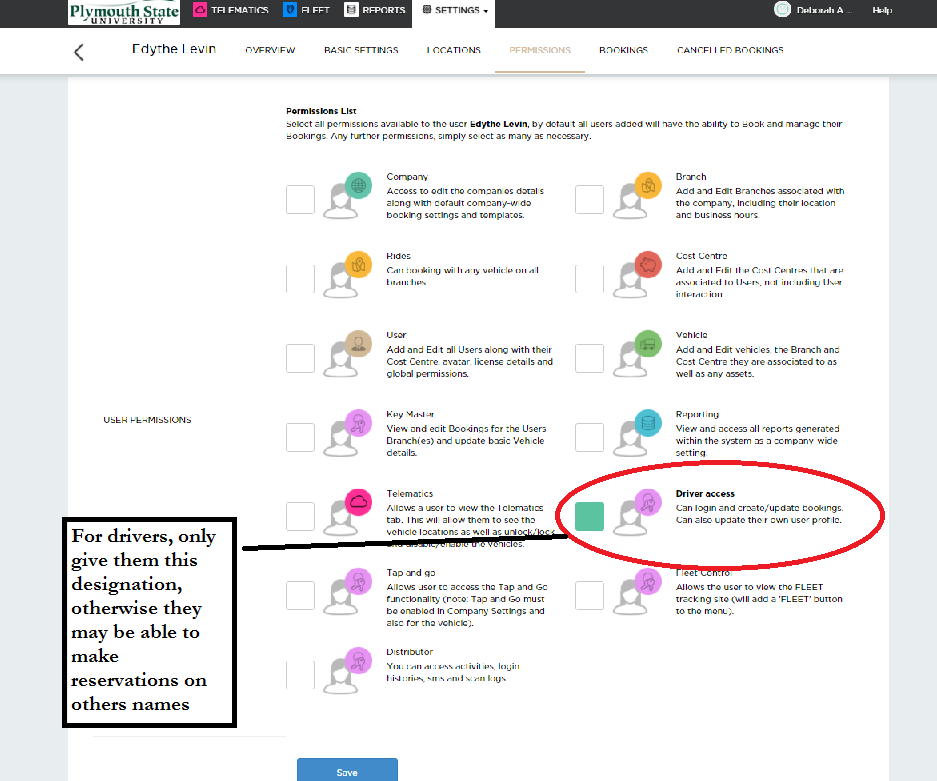 Plymouth State
UNIVERSITY
TELEMATICS FLEET REPORTS SETTINGS Deborah A... Help
Edythe Levin OVERVIEW BASIC SETTINGS LOCATIONS PERMISSIONS BOOKINGS CANCELLED BOOKINGS
Permissions List
Select all permissions available to the user Edythe Levin, by default all users added will have the ability to Book and manage their
Bookings. Any further permissions, simply select as many as necessary.
USER PERMISSIONS
Company
Access to edit the companies details
along with default company-wide
booking settings and templates.
Branch
Add and Edit Branches associated with
the company, including their location
and business hours.
Rides
Can booking with any vehicle on all
branches
Cost Centre
Add and Edit the Cost Centres that are
associated to Users, not including User
interaction
User
Add and Edit all Users along with their
Cost Centre, avatar, license details and
global permissions.
Vehicle
Add and Edit vehicles, the Branch and
Cost Centre they are associated to as
well as any assets.
Key Master
View and edit Bookings for the Users
Branch(es) and update basic Vehicle
details.
Reporting
View and access all reports generated
within the system as a company-wide
setting.
Telematics
Allows a user to view the Telematics
tab. This will allow them to see the
vehicle locations as well as unlock/lock
and disable/enable the vehicles.
Driver access
Can login and create/update bookings.
Can also update their own user profile.
Tap and go
Allows user to access the Tap and Go
functionality (note: Tap and Go must
be enabled in Company Settings and
also for the vehicle).
Fleet Control
Allows the user to view the FLEET
tracking site (will add a 'FLEET' button
to the menu).
Distributor
You can access activities, login
histories, sms and scan logs
For drivers, only
give them this
designation,
otherwise they
may be able to
make
reservations on
others names
Save